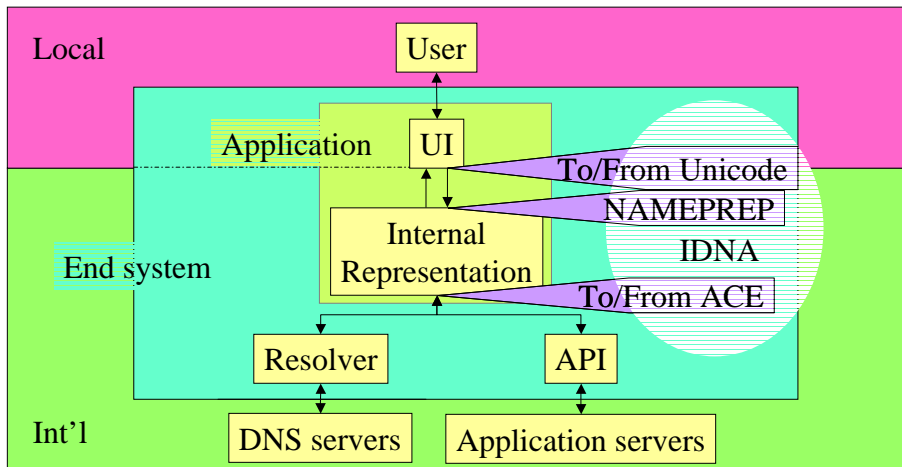 Local
User
Application
UI
To/From Unicode
NAMEPREP
Internal
Representation
IDNA
End system
To/From ACE
Resolver
API
Int’l
DNS servers
Application servers